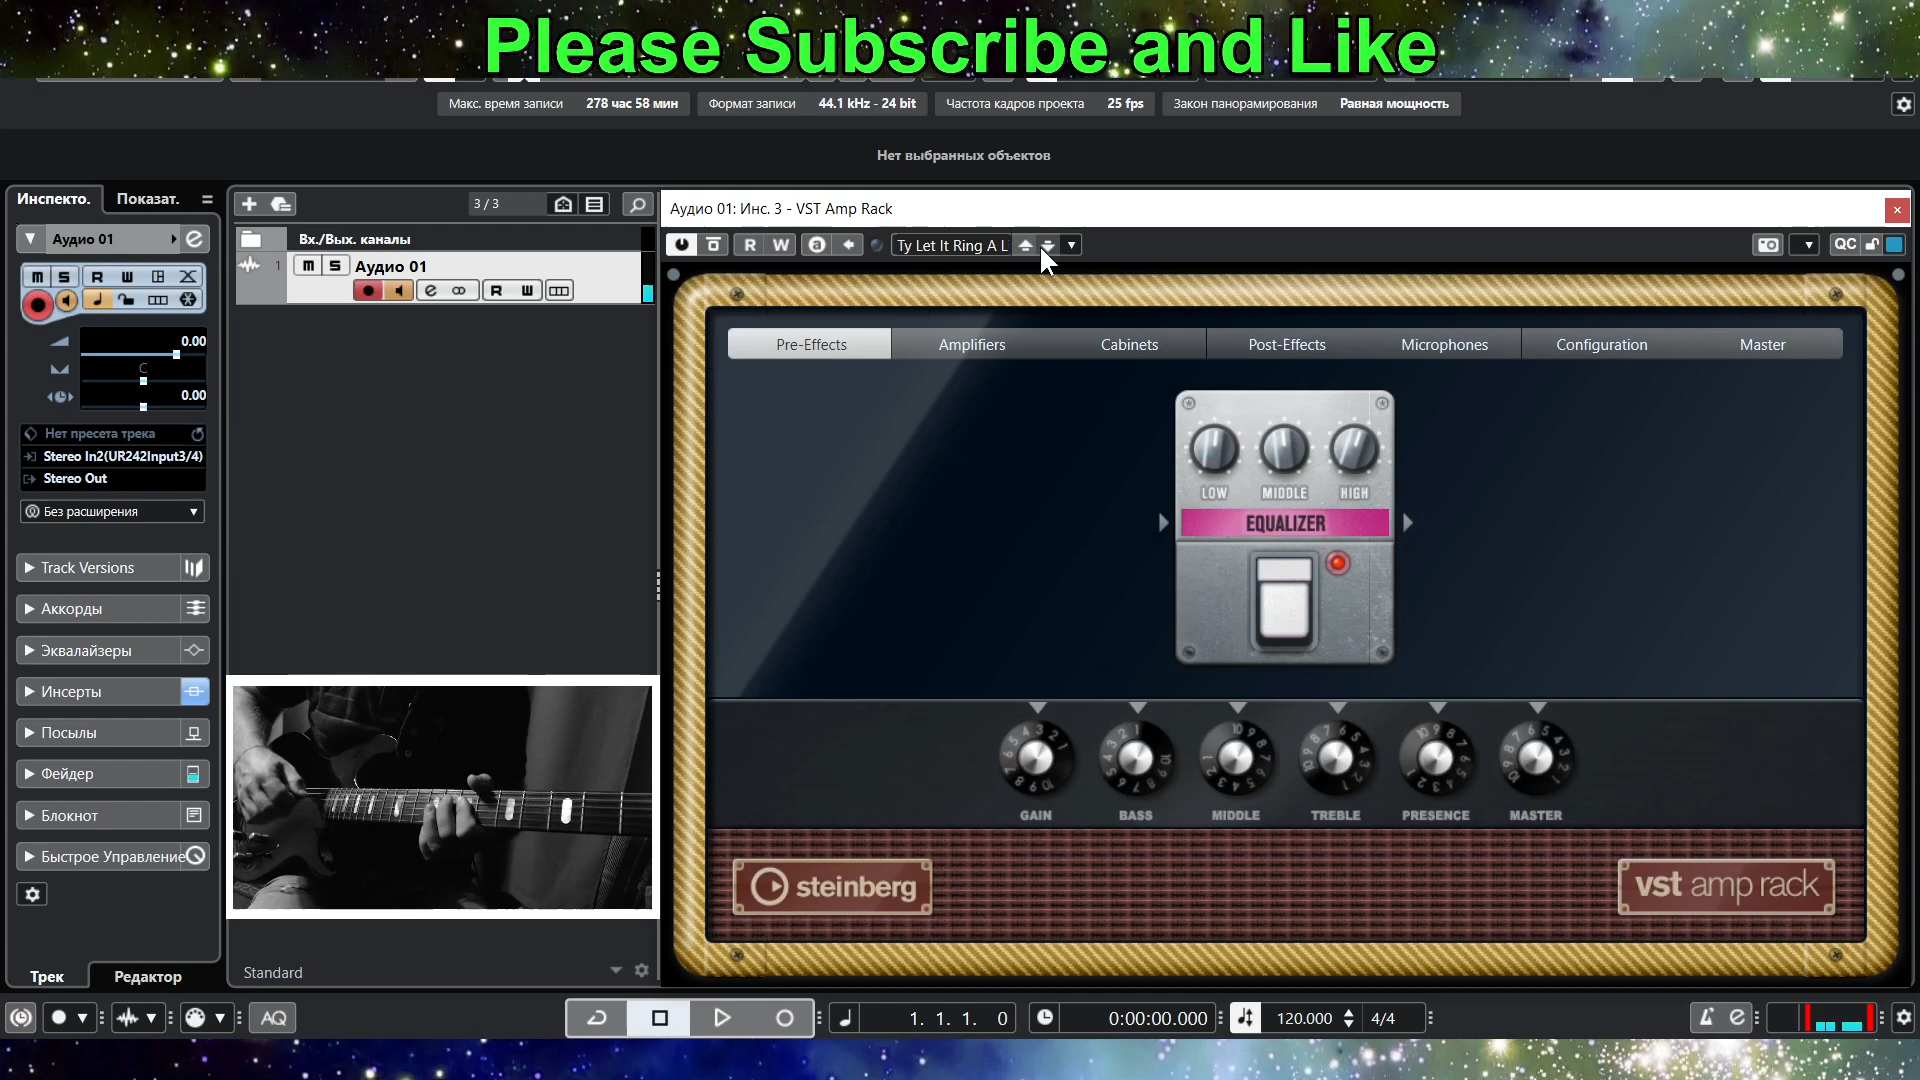 Please Subscribe and Like
Макс. время записи 278 час 58 мин Формат записи 44.1 kHz - 24 bit Частота кадров проекта 25 fps Закон панорамирования Равная мощность
Нет выбранных объектов
Инспекто. Показат.
3 / 3
Аудио 01: Инс. 3 - VST Amp Rack
Аудио 01
Вх./Вых. каналы
R W a Ty Let It Ring A L QC
M S R W
1 M S Аудио 01
R W
0.00
C
0.00
Нет пресета трека
Stereo In2(UR242Input3/4)
Stereo Out
Без расширения
Track Versions
Аккорды
Эквалайзеры
Инсерты
Посылы
Фейдер
Блокнот
Быстрое Управление
Трек Редактор
Standard
Pre-Effects Amplifiers Cabinets Post-Effects Microphones Configuration Master
LOW MIDDLE HIGH
EQUALIZER
GAIN BASS MIDDLE TREBLE PRESENCE MASTER
steinberg
vst amp rack
AQ 1. 1. 1. 0 0:00:00.000 120.000 4/4